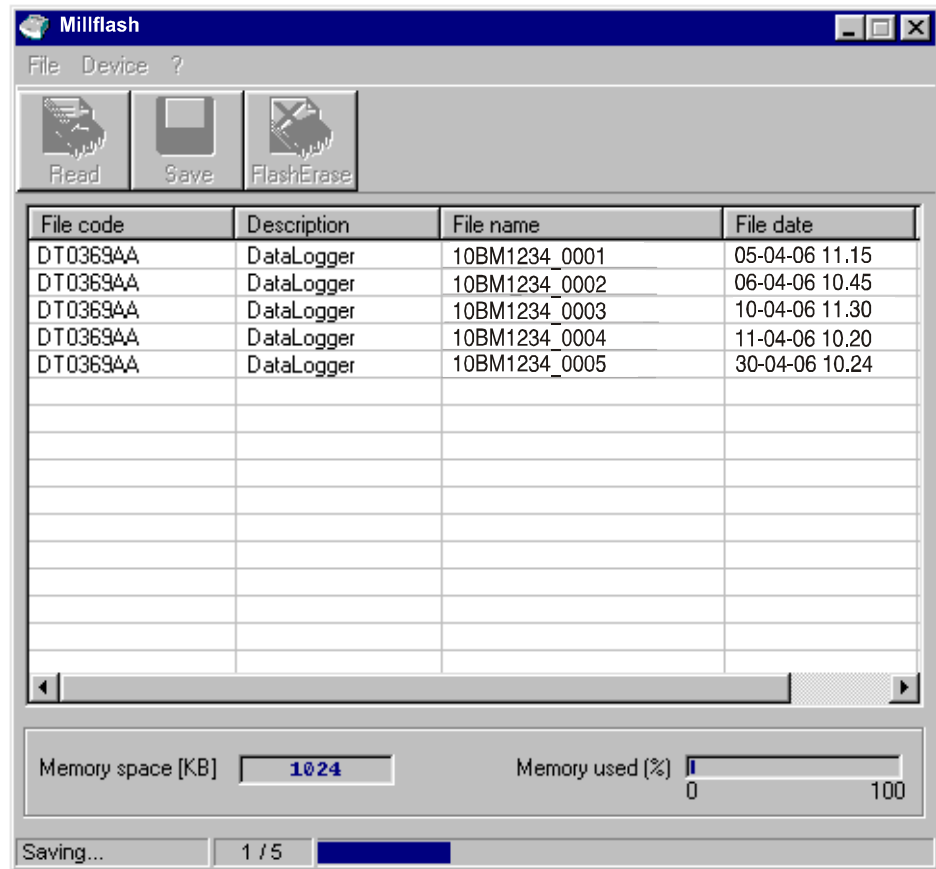 Millflash
File Device ?
Read Save FlashErase
File code Description File name File date
DT0369AA DataLogger 10BM1234_0001 05-04-06 11.15
DT0369AA DataLogger 10BM1234_0002 06-04-06 10.45
DT0369AA DataLogger 10BM1234_0003 10-04-06 11.30
DT0369AA DataLogger 10BM1234_0004 11-04-06 10.20
DT0369AA DataLogger 10BM1234_0005 30-04-06 10.24
Memory space [KB] 1024 Memory used (%)
0 100
Saving... 1 / 5